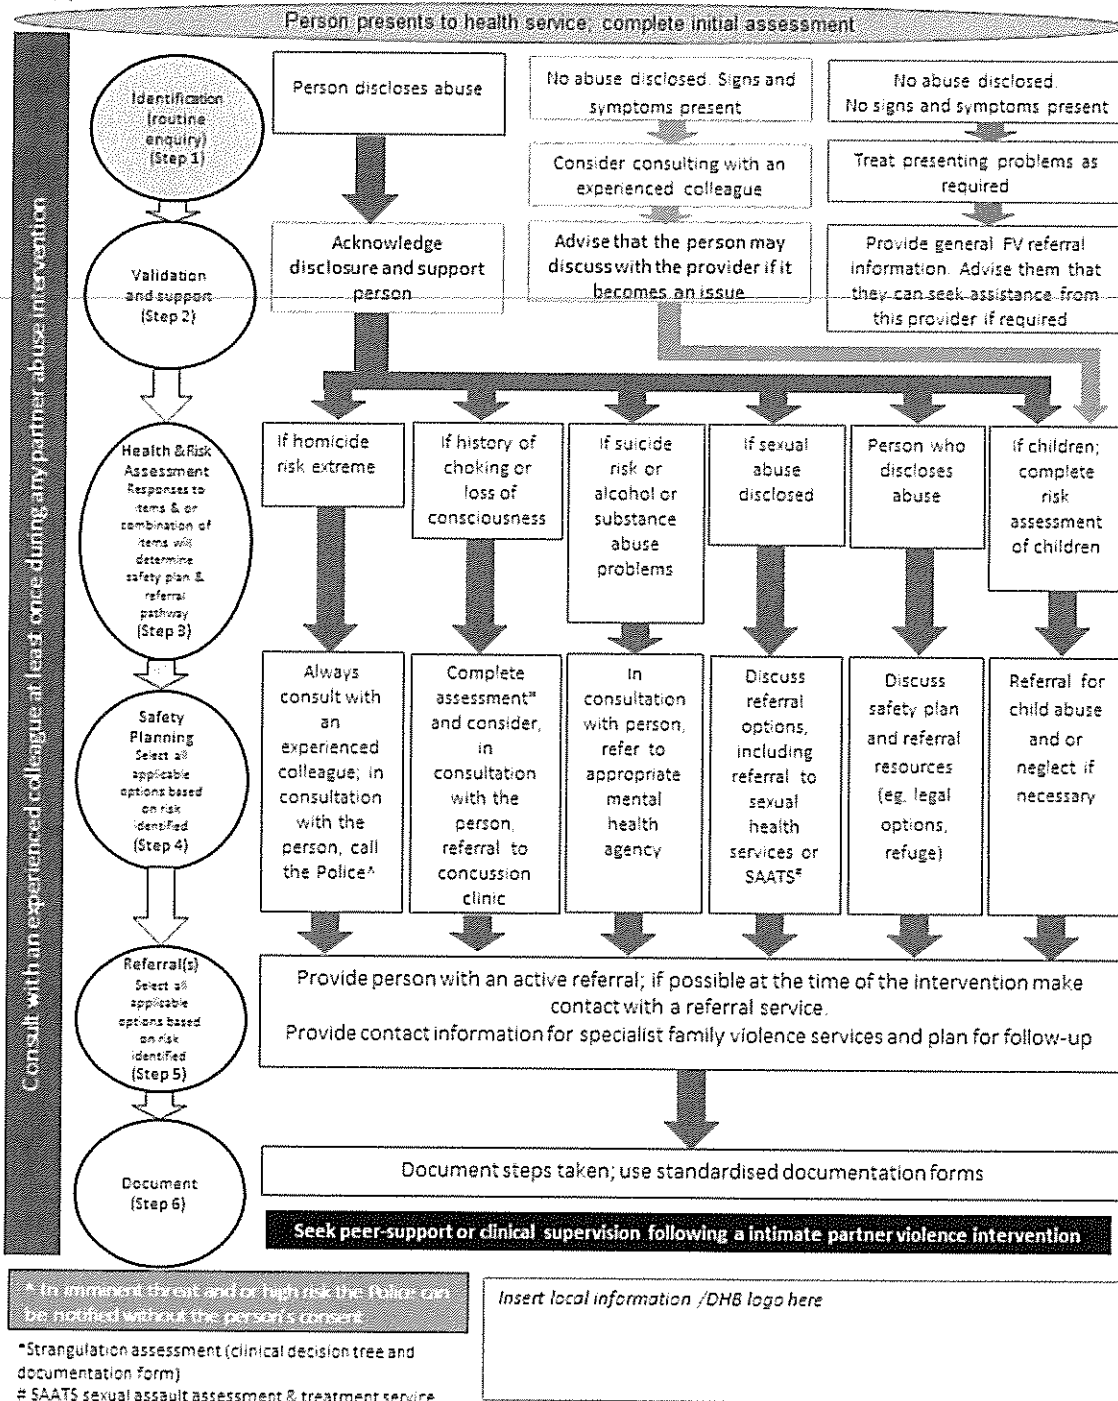 Person presents to health service; complete initial assessment
Consult with an experienced colleague at least once during any partner abuse intervention
Identification
(routine
enquiry)
(Step 1)
Person discloses abuse
No abuse disclosed. Signs and
symptoms present
No abuse disclosed.
No signs and symptoms present
Consider consulting with an
experienced colleague
Treat presenting problems as
required
Validation
and support
(Step 2)
Acknowledge
disclosure and support
person
Advise that the person may
discuss with the provider if it
becomes an issue
Provide general FV referral
information. Advise them that
they can seek assistance from
this provider if required
Health & Risk
Assessment
Responses to
items & or
combination of
items will
determine
safety plan &
referral
pathway
(Step 3)
If homicide
risk extreme
If history of
choking or
loss of
consciousness
If suicide
risk or
alcohol or
substance
abuse
problems
If sexual
abuse
disclosed
Person who
discloses
abuse
If children;
complete
risk
assessment
of children
Safety
Planning
Select all
applicable
options based
on risk
identified
(Step 4)
Always
consult with
an
experienced
colleague; in
consultation
with the
person, call
the Police^
Complete
assessment*
and consider,
in
consultation
with the
person,
referral to
concussion
clinic
In
consultation
with person,
refer to
appropriate
mental
health
agency
Discuss
referral
options,
including
referral to
sexual
health
services or
SAATS#
Discuss
safety plan
and referral
resources
(eg. legal
options,
refuge)
Referral for
child abuse
and or
neglect if
necessary
Referral(s)
Select all
applicable
options based
on risk
identified
(Step 5)
Provide person with an active referral; if possible at the time of the intervention make
contact with a referral service.
Provide contact information for specialist family violence services and plan for follow-up
Document
(Step 6)
Document steps taken; use standardised documentation forms
Seek peer-support or clinical supervision following a intimate partner violence intervention
^ In imminent threat and or high risk the Police can
be notified without the person's consent
*Strangulation assessment (clinical decision tree and
documentation form)
# SAATS sexual assault assessment & treatment service
Insert local information /DHB logo here